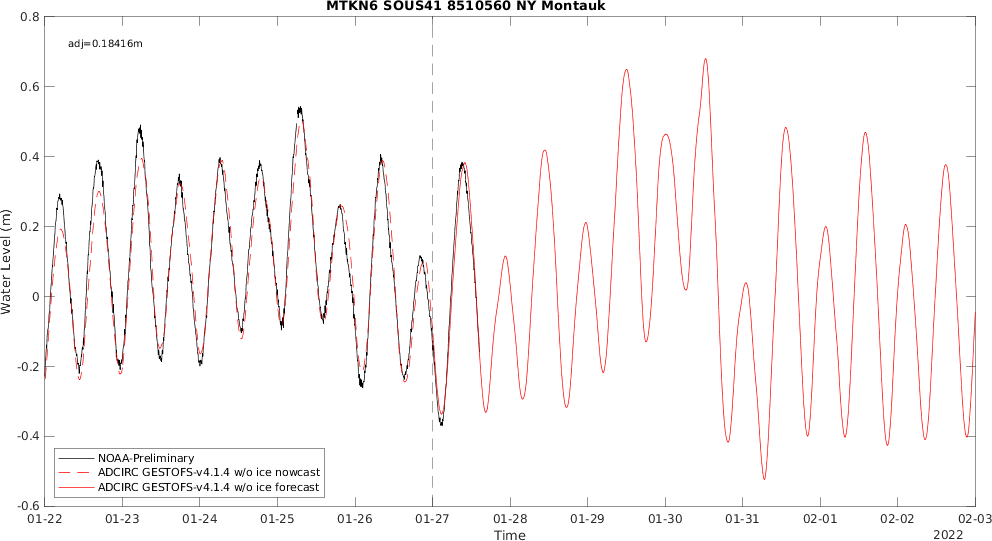 MTKN6 SOUS41 8510560 NY Montauk
adj=0.18416m
Water Level (m)
0.8
0.6
0.4
0.2
0
-0.2
-0.4
-0.6
NOAA-Preliminary
ADCIRC GESTOFS-v4.1.4 w/o ice nowcast
ADCIRC GESTOFS-v4.1.4 w/o ice forecast
01-22 01-23 01-24 01-25 01-26 01-27 01-28 01-29 01-30 01-31 02-01 02-02 02-03
Time
2022